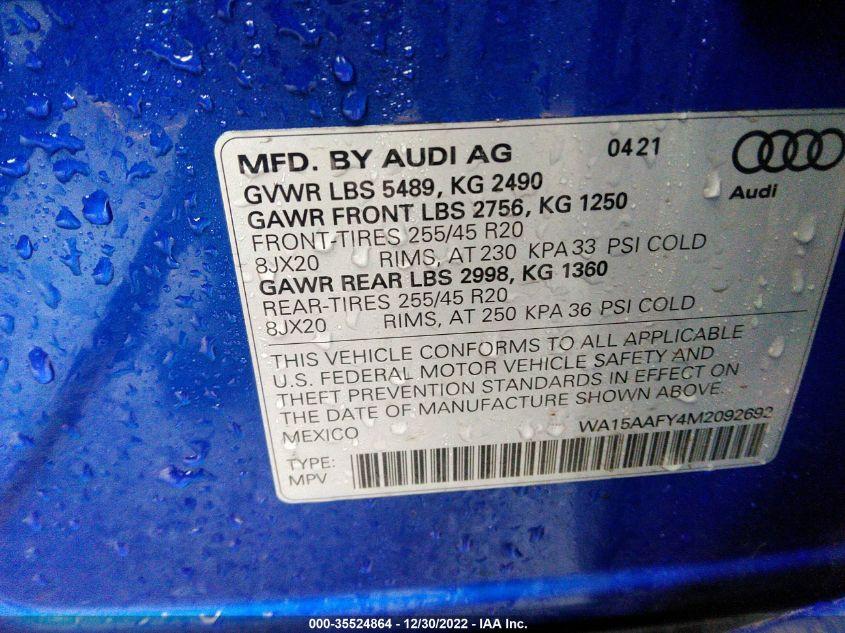 MFD. BY AUDI AG 0421
GVWR LBS 5489, KG 2490
GAWR FRONT LBS 2756, KG 1250
FRONT-TIRES 255/45 R20
8JX20 RIMS, AT 230 KPA 33 PSI COLD
GAWR REAR LBS 2998, KG 1360
REAR-TIRES 255/45 R20
8JX20 RIMS, AT 250 KPA 36 PSI COLD
Audi
THIS VEHICLE CONFORMS TO ALL APPLICABLE
U.S. FEDERAL MOTOR VEHICLE SAFETY AND
THEFT PREVENTION STANDARDS IN EFFECT ON
THE DATE OF MANUFACTURE SHOWN ABOVE.
MEXICO WA15AAFY4M2092692
TYPE:
MPV
000-35524864 - 12/30/2022 - IAA Inc.